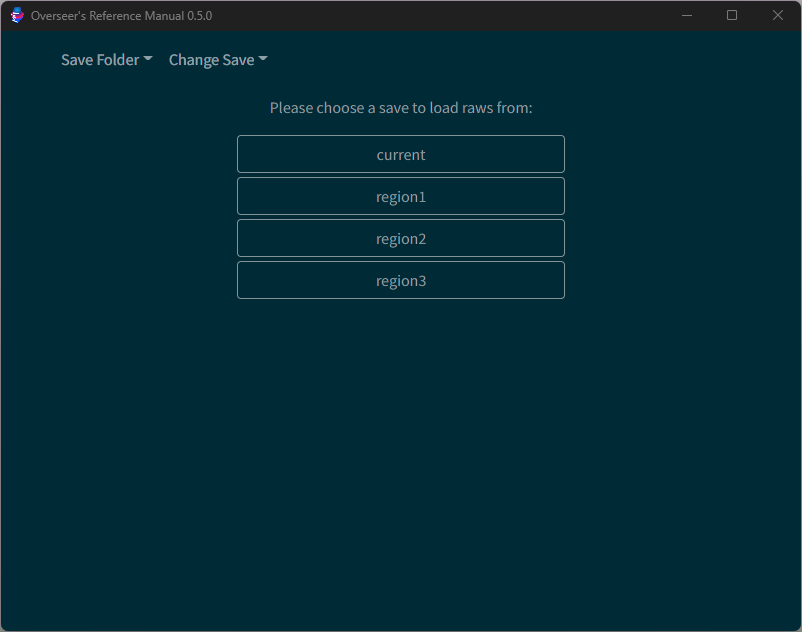 Overseer's Reference Manual 0.5.0
Save Folder Change Save
Please choose a save to load raws from:
current
region1
region2
region3